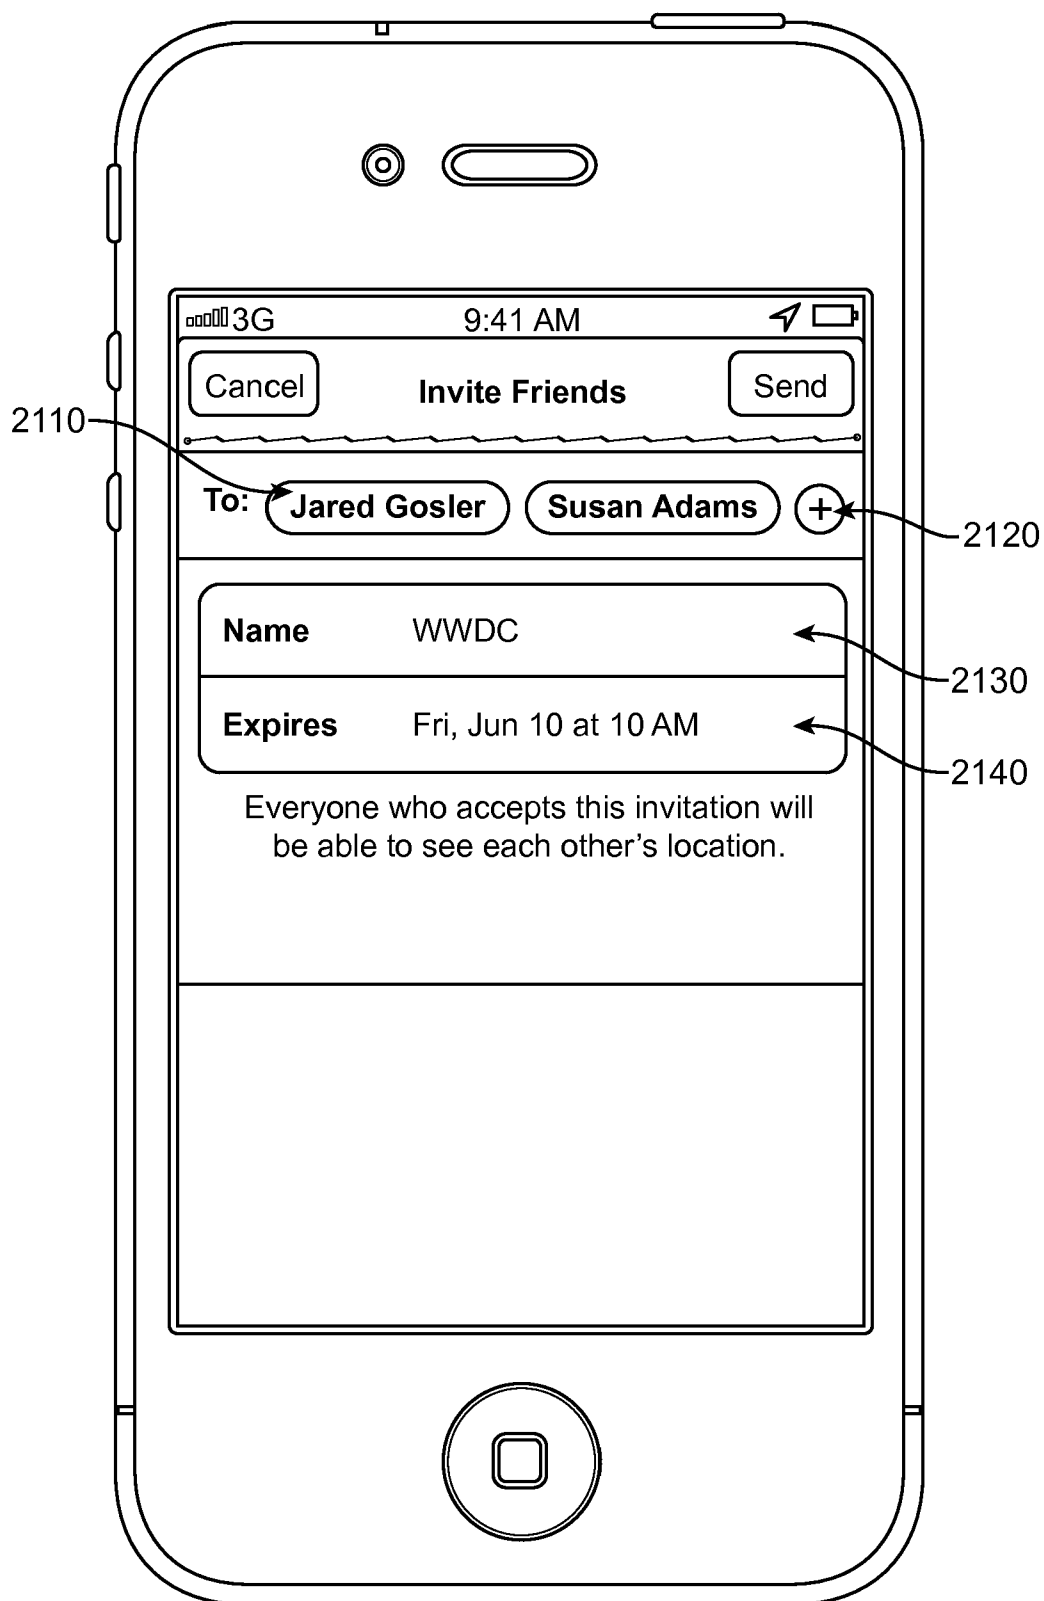 3G 9:41 AM
Cancel Invite Friends Send
2110
To: Jared Gosler Susan Adams +
2120
Name WWDC
2130
Expires Fri, Jun 10 at 10 AM
2140
Everyone who accepts this invitation will
be able to see each other's location.